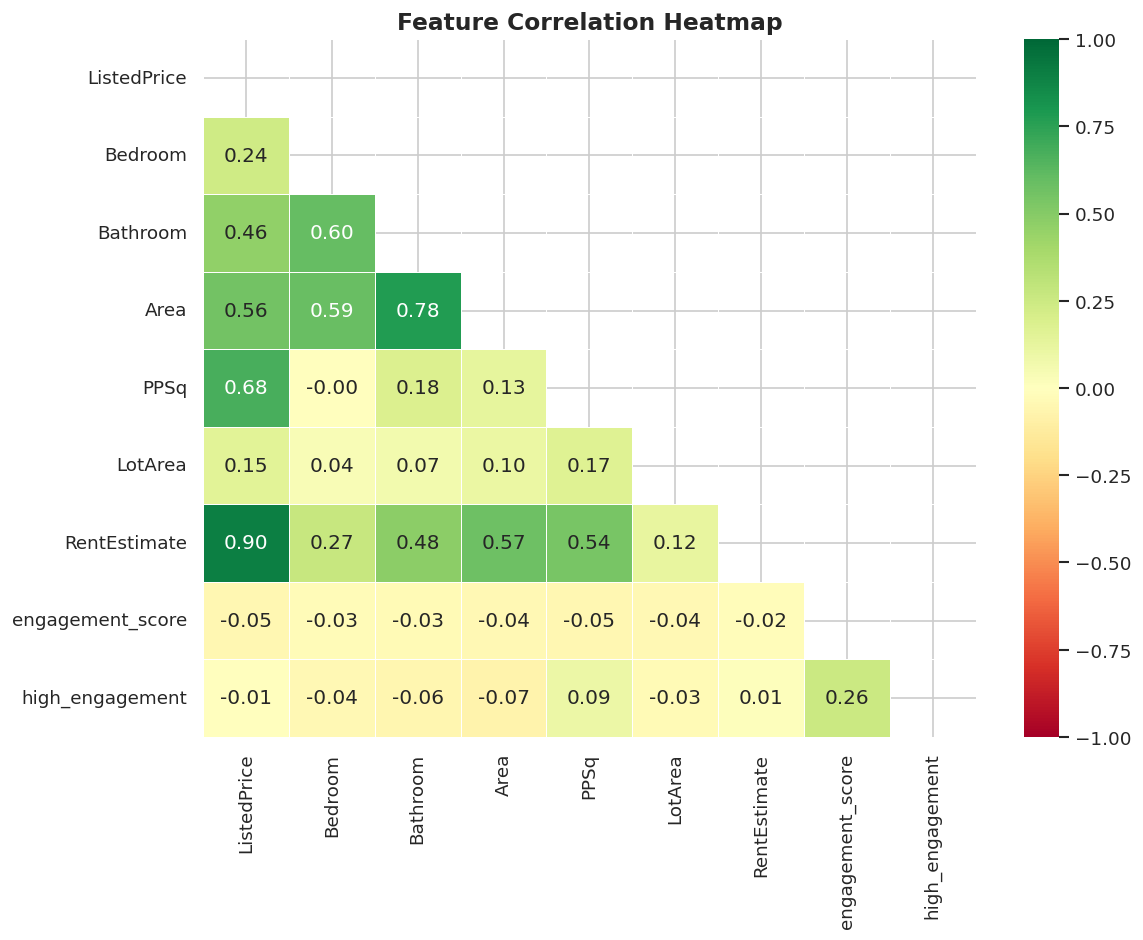 Feature Correlation Heatmap
ListedPrice
Bedroom 0.24
Bathroom 0.46 0.60
Area 0.56 0.59 0.78
PPSq 0.68 -0.00 0.18 0.13
LotArea 0.15 0.04 0.07 0.10 0.17
RentEstimate 0.90 0.27 0.48 0.57 0.54 0.12
engagement_score -0.05 -0.03 -0.03 -0.04 -0.05 -0.04 -0.02
high_engagement -0.01 -0.04 -0.06 -0.07 0.09 -0.03 0.01 0.26
ListedPrice
Bedroom
Bathroom
Area
PPSq
LotArea
RentEstimate
engagement_score
high_engagement
1.00
0.75
0.50
0.25
0.00
−0.25
−0.50
−0.75
−1.00